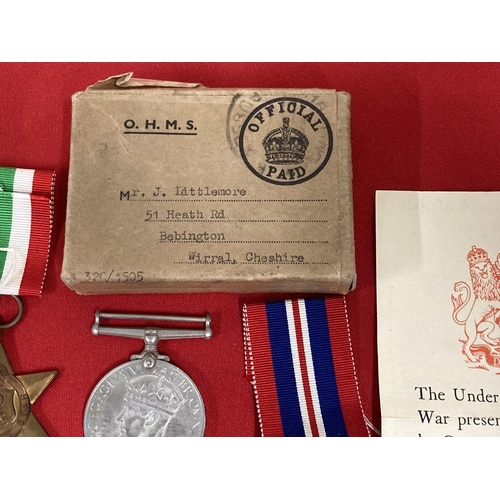 O. H. M. S.
OFFICIAL
PAID
Mr. J. Littlemore
51 Heath Rd
Bebington
Wirral, Cheshire
320/1505
The Under
War presen